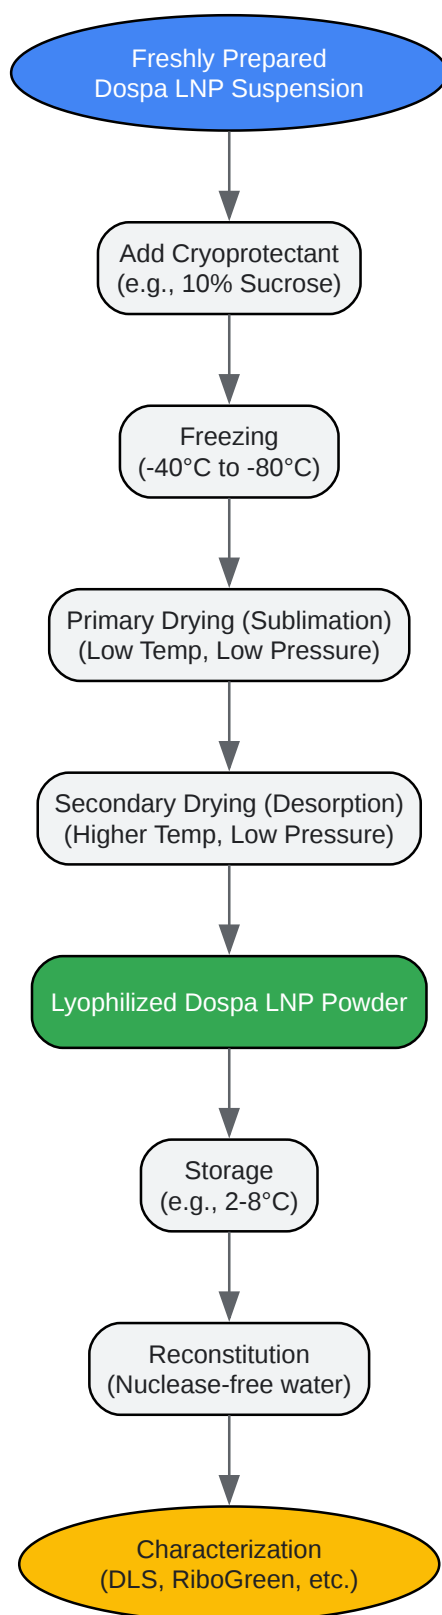 Freshly Prepared
Dospa LNP Suspension
Add Cryoprotectant
(e.g., 10% Sucrose)
Freezing
(-40°C to -80°C)
Primary Drying (Sublimation)
(Low Temp, Low Pressure)
Secondary Drying (Desorption)
(Higher Temp, Low Pressure)
Lyophilized Dospa LNP Powder
Storage
(e.g., 2-8°C)
Reconstitution
(Nuclease-free water)
Characterization
(DLS, RiboGreen, etc.)